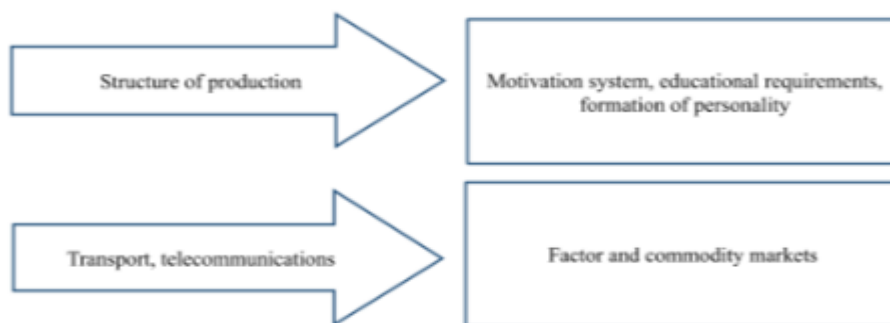 Structure of production
Motivation system, educational requirements,
formation of personality
Transport, telecommunications
Factor and commodity markets